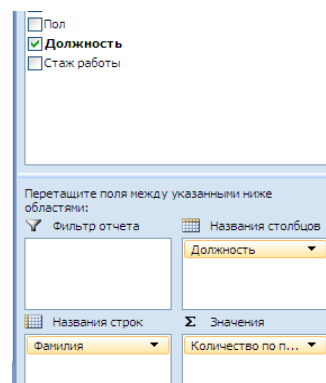 Пол
Должность
Стаж работы
Перетащите поля между указанными ниже
областями:
Фильтр отчета
Названия столбцов
Должность
Названия строк
Σ Значения
Фамилия
Количество по п...